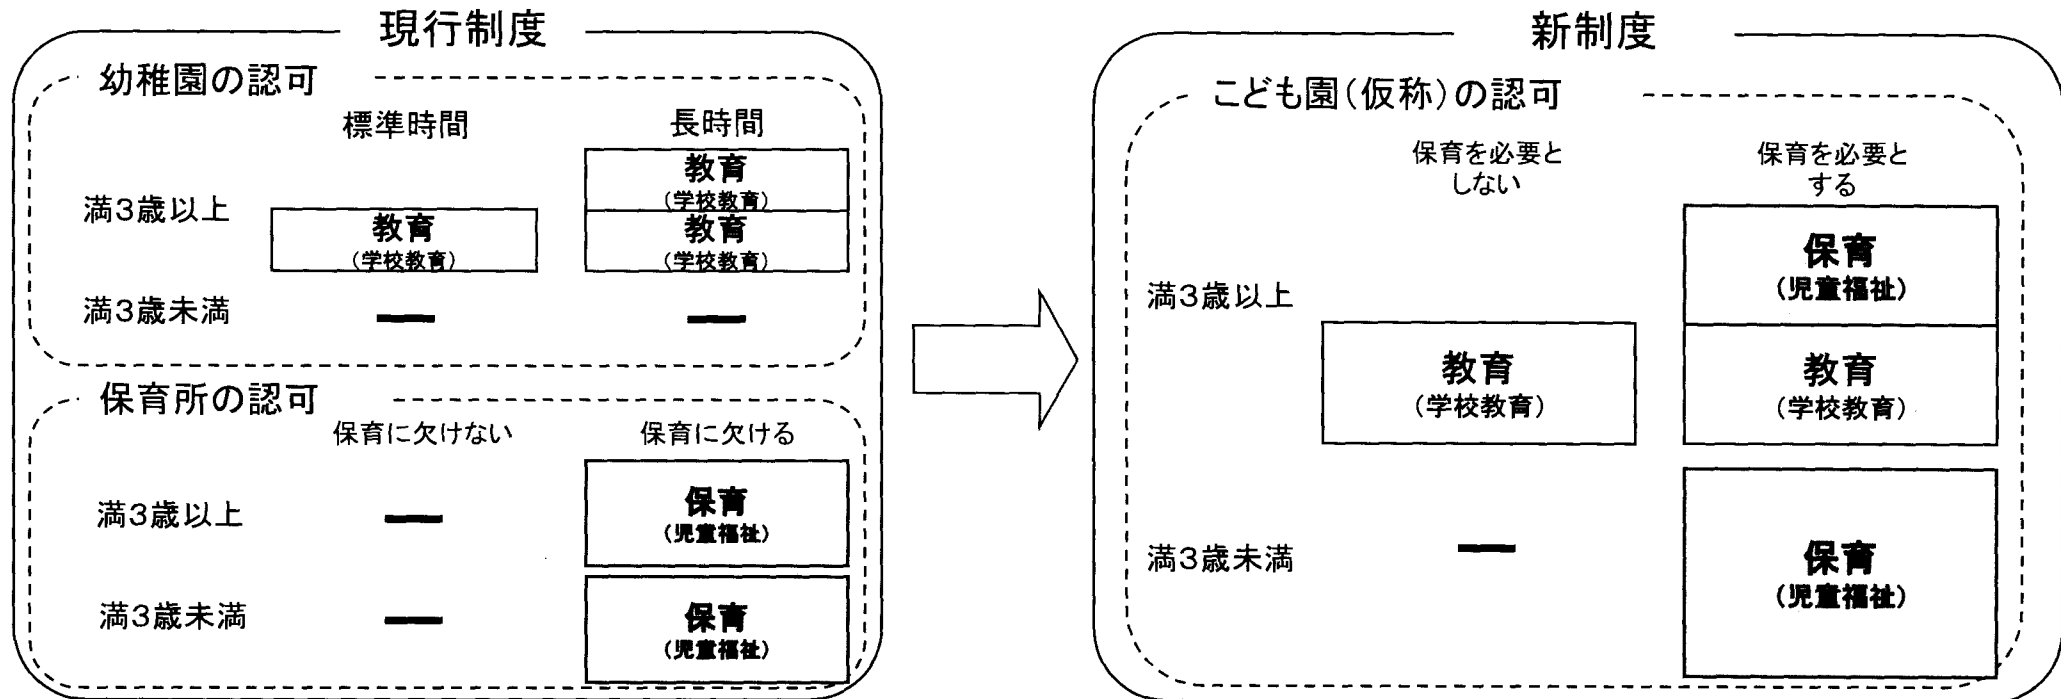 現行制度
幼稚園の認可
標準時間
長時間
満3歳以上
教育
(学校教育)
教育
(学校教育)
教育
(学校教育)
満3歳未満
ー
ー
保育所の認可
保育に欠けない
保育に欠ける
満3歳以上
ー
保育
(児童福祉)
満3歳未満
ー
保育
(児童福祉)
新制度
こども園(仮称)の認可
保育を必要と
しない
保育を必要と
する
満3歳以上
教育
(学校教育)
保育
(児童福祉)
教育
(学校教育)
満3歳未満
ー
保育
(児童福祉)